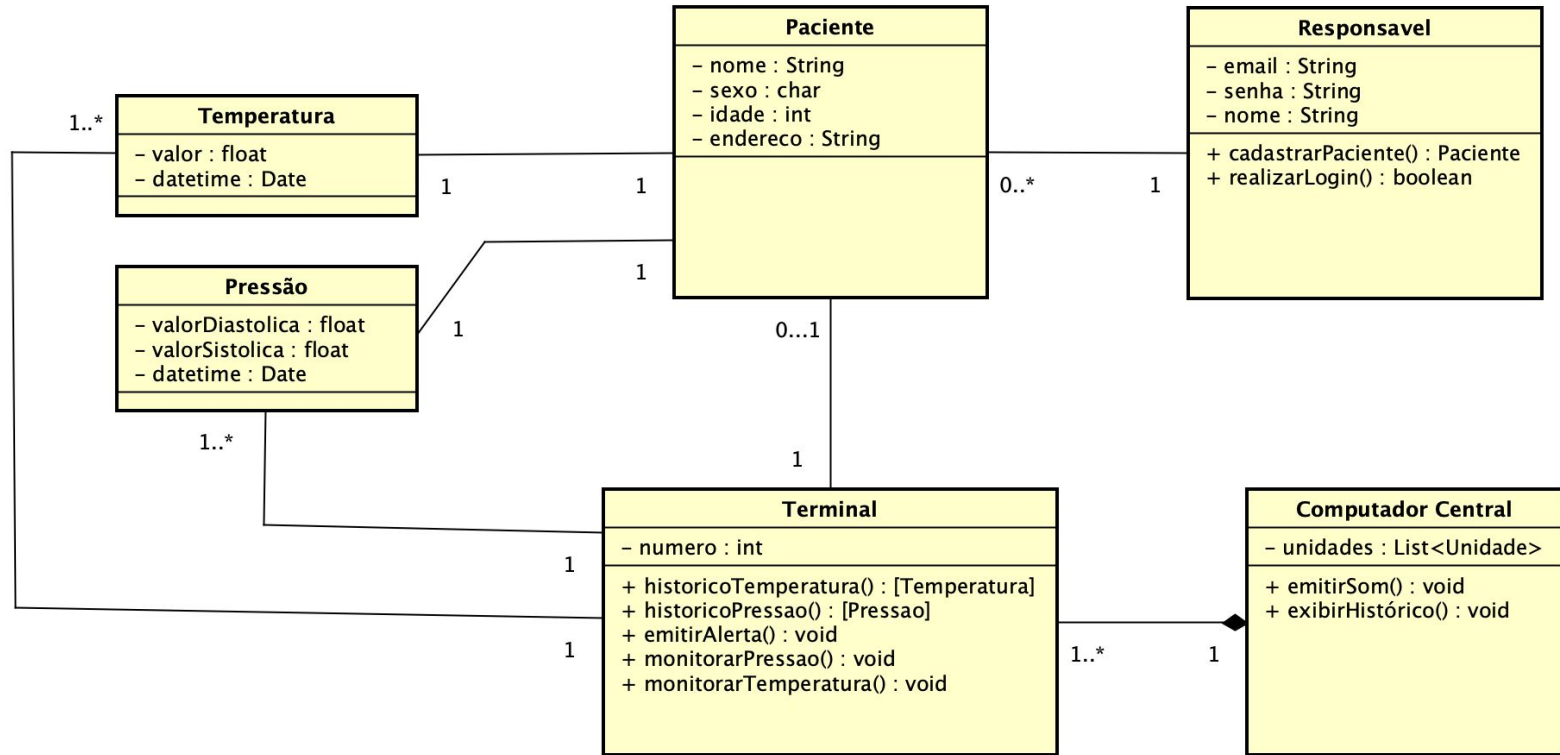 Paciente
– nome : String
– sexo : char
– idade : int
– endereco : String
Responsavel
– email : String
– senha : String
– nome : String
+ cadastrarPaciente() : Paciente
+ realizarLogin() : boolean
Temperatura
– valor : float
– datetime : Date
1..*
1
1
0..*
1
Pressão
– valorDiastolica : float
– valorSistolica : float
– datetime : Date
1
1
1..*
0...1
1
Terminal
– numero : int
+ historicoTemperatura() : [Temperatura]
+ historicoPressao() : [Pressao]
+ emitirAlerta() : void
+ monitorarPressao() : void
+ monitorarTemperatura() : void
1
1
1..*
1
Computador Central
– unidades : List<Unidade>
+ emitirSom() : void
+ exibirHistórico() : void